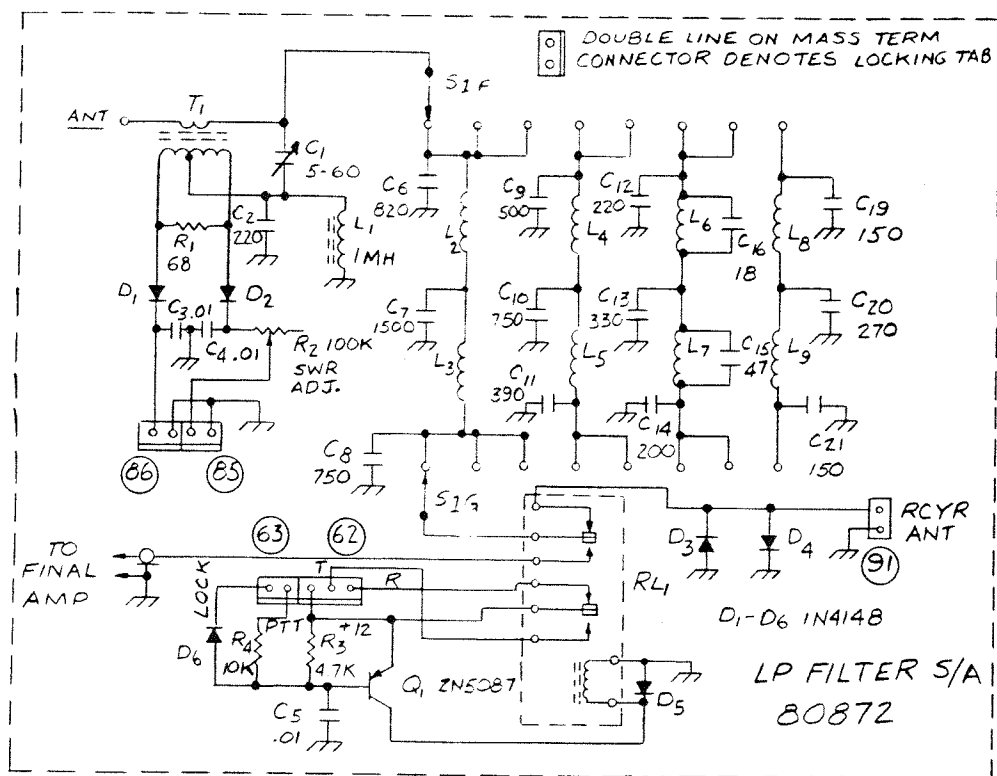 DOUBLE LINE ON MASS TERM
CONNECTOR DENOTES LOCKING TAB
ANT
T1
S1F
C1
5-60
C2
220
L1
1MH
R1
68
D1
D2
C3 .01
C4 .01
R2 100K
SWR
ADJ.
86
85
C6
820
L2
C7
1500
L3
C8
750
C9
500
L4
C10
750
L5
C11
390
C12
220
L6
C16
18
C13
330
L7
C15
47
C14
200
L8
C19
150
C20
270
L9
C21
150
S1G
63
62
TO
FINAL
AMP
LOCK
T
R
PTT
+12
D6
R4
10K
R3
4.7K
Q1 2N5087
C5
.01
RL1
D5
D3
D4
RCVR
ANT
91
D1-D6 1N4148
LP FILTER S/A
80872